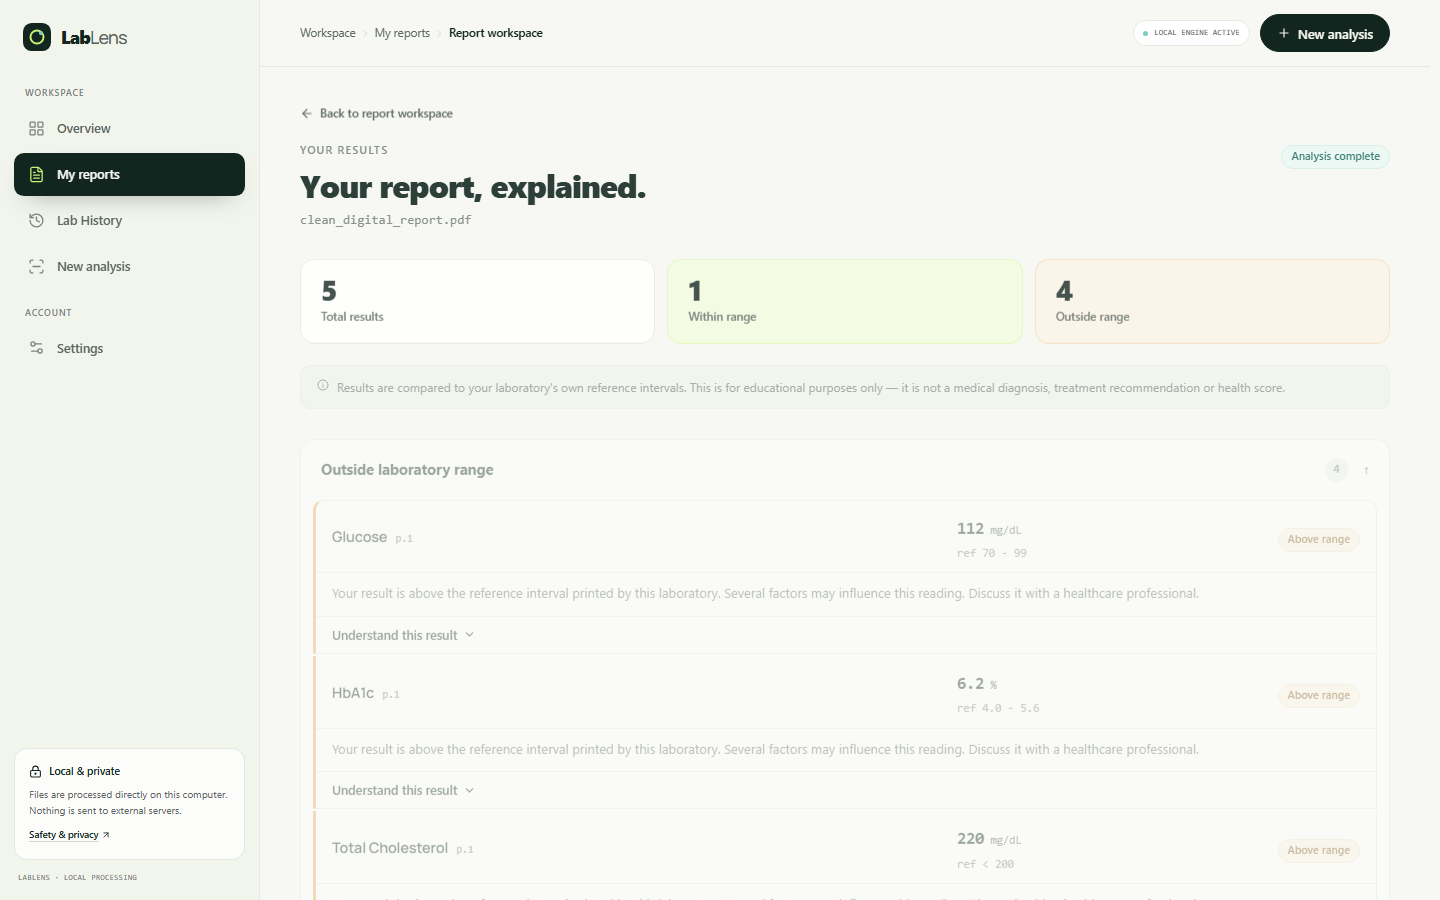 LabLens
WORKSPACE
Overview
My reports
Lab History
New analysis
ACCOUNT
Settings
Local & private
Files are processed directly on this computer.
Nothing is sent to external servers.
Safety & privacy ↗
LABLENS · LOCAL PROCESSING
Workspace › My reports › Report workspace
LOCAL ENGINE ACTIVE
+ New analysis
← Back to report workspace
YOUR RESULTS
Analysis complete
Your report, explained.
clean_digital_report.pdf
5
Total results
1
Within range
4
Outside range
Results are compared to your laboratory's own reference intervals. This is for educational purposes only — it is not a medical diagnosis, treatment recommendation or health score.
Outside laboratory range 4 ↑
Glucose p.1
112 mg/dL
ref 70 - 99
Above range
Your result is above the reference interval printed by this laboratory. Several factors may influence this reading. Discuss it with a healthcare professional.
Understand this result
HbA1c p.1
6.2 %
ref 4.0 - 5.6
Above range
Your result is above the reference interval printed by this laboratory. Several factors may influence this reading. Discuss it with a healthcare professional.
Understand this result
Total Cholesterol p.1
220 mg/dL
ref < 200
Above range